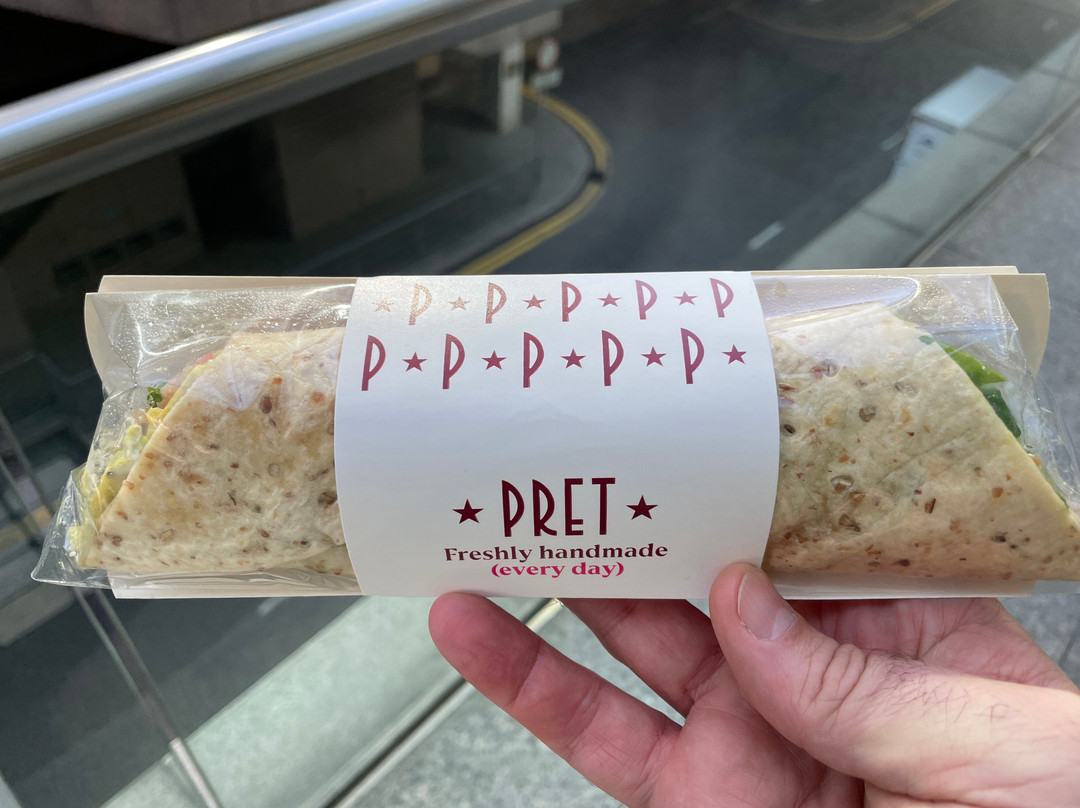 ★ P ★ P ★ P ★ P ★ P
P ★ P ★ P ★ P ★ P ★
★ PRET ★
Freshly handmade
(every day)